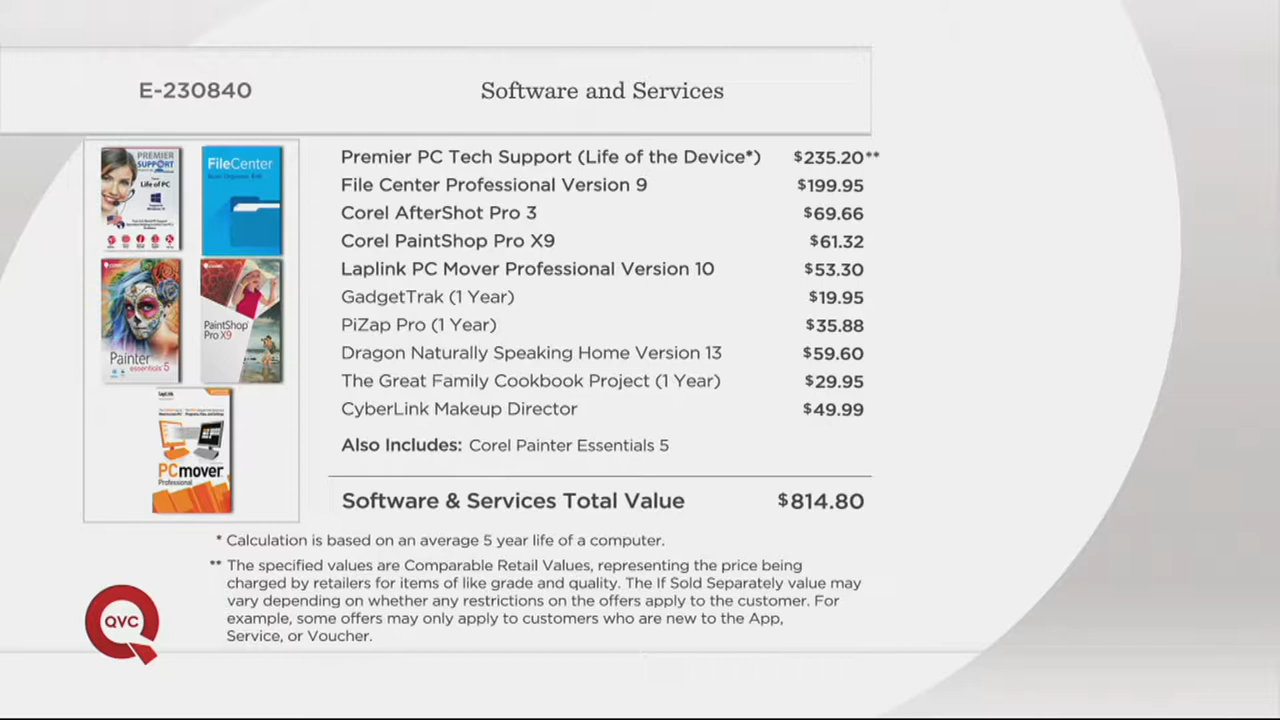 E-230840
Software and Services
Premier PC Tech Support (Life of the Device*) $235.20**
File Center Professional Version 9 $199.95
Corel AfterShot Pro 3 $69.66
Corel PaintShop Pro X9 $61.32
Laplink PC Mover Professional Version 10 $53.30
GadgetTrak (1 Year) $19.95
PiZap Pro (1 Year) $35.88
Dragon Naturally Speaking Home Version 13 $59.60
The Great Family Cookbook Project (1 Year) $29.95
CyberLink Makeup Director $49.99
Also Includes: Corel Painter Essentials 5
Software & Services Total Value $814.80
PREMIER
SUPPORT
Life of PC
FileCenter
Painter
essentials 5
PaintShop
Pro X9
PCmover
Professional
* Calculation is based on an average 5 year life of a computer.
** The specified values are Comparable Retail Values, representing the price being
charged by retailers for items of like grade and quality. The If Sold Separately value may
vary depending on whether any restrictions on the offers apply to the customer. For
example, some offers may only apply to customers who are new to the App,
Service, or Voucher.
QVC